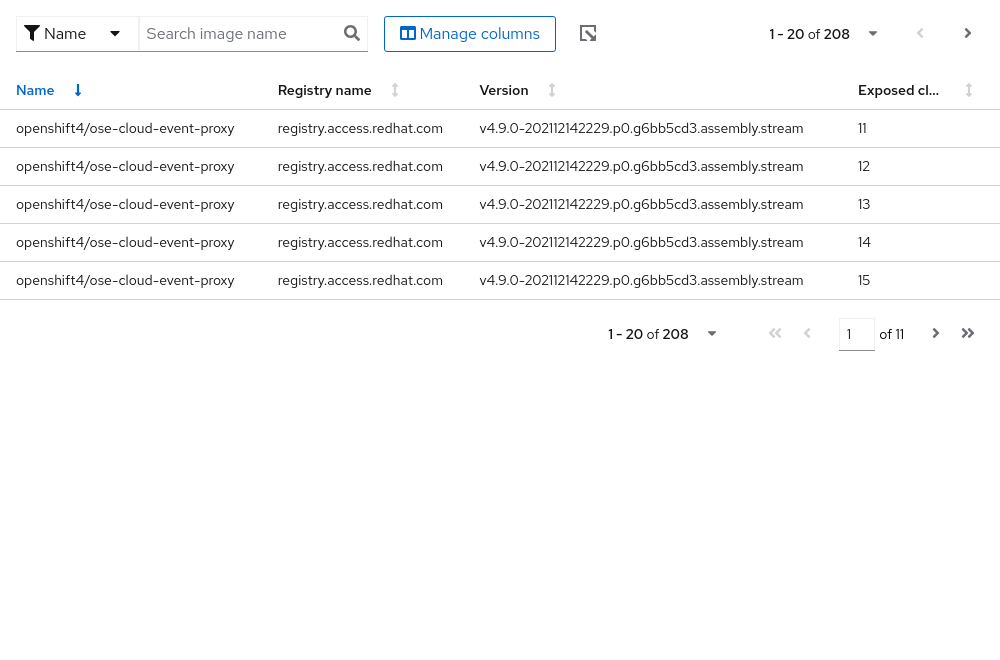 Name Search image name Manage columns 1 - 20 of 208
Name Registry name Version Exposed cl...
openshift4/ose-cloud-event-proxy registry.access.redhat.com v4.9.0-202112142229.p0.g6bb5cd3.assembly.stream 11
openshift4/ose-cloud-event-proxy registry.access.redhat.com v4.9.0-202112142229.p0.g6bb5cd3.assembly.stream 12
openshift4/ose-cloud-event-proxy registry.access.redhat.com v4.9.0-202112142229.p0.g6bb5cd3.assembly.stream 13
openshift4/ose-cloud-event-proxy registry.access.redhat.com v4.9.0-202112142229.p0.g6bb5cd3.assembly.stream 14
openshift4/ose-cloud-event-proxy registry.access.redhat.com v4.9.0-202112142229.p0.g6bb5cd3.assembly.stream 15
1 - 20 of 208 1 of 11